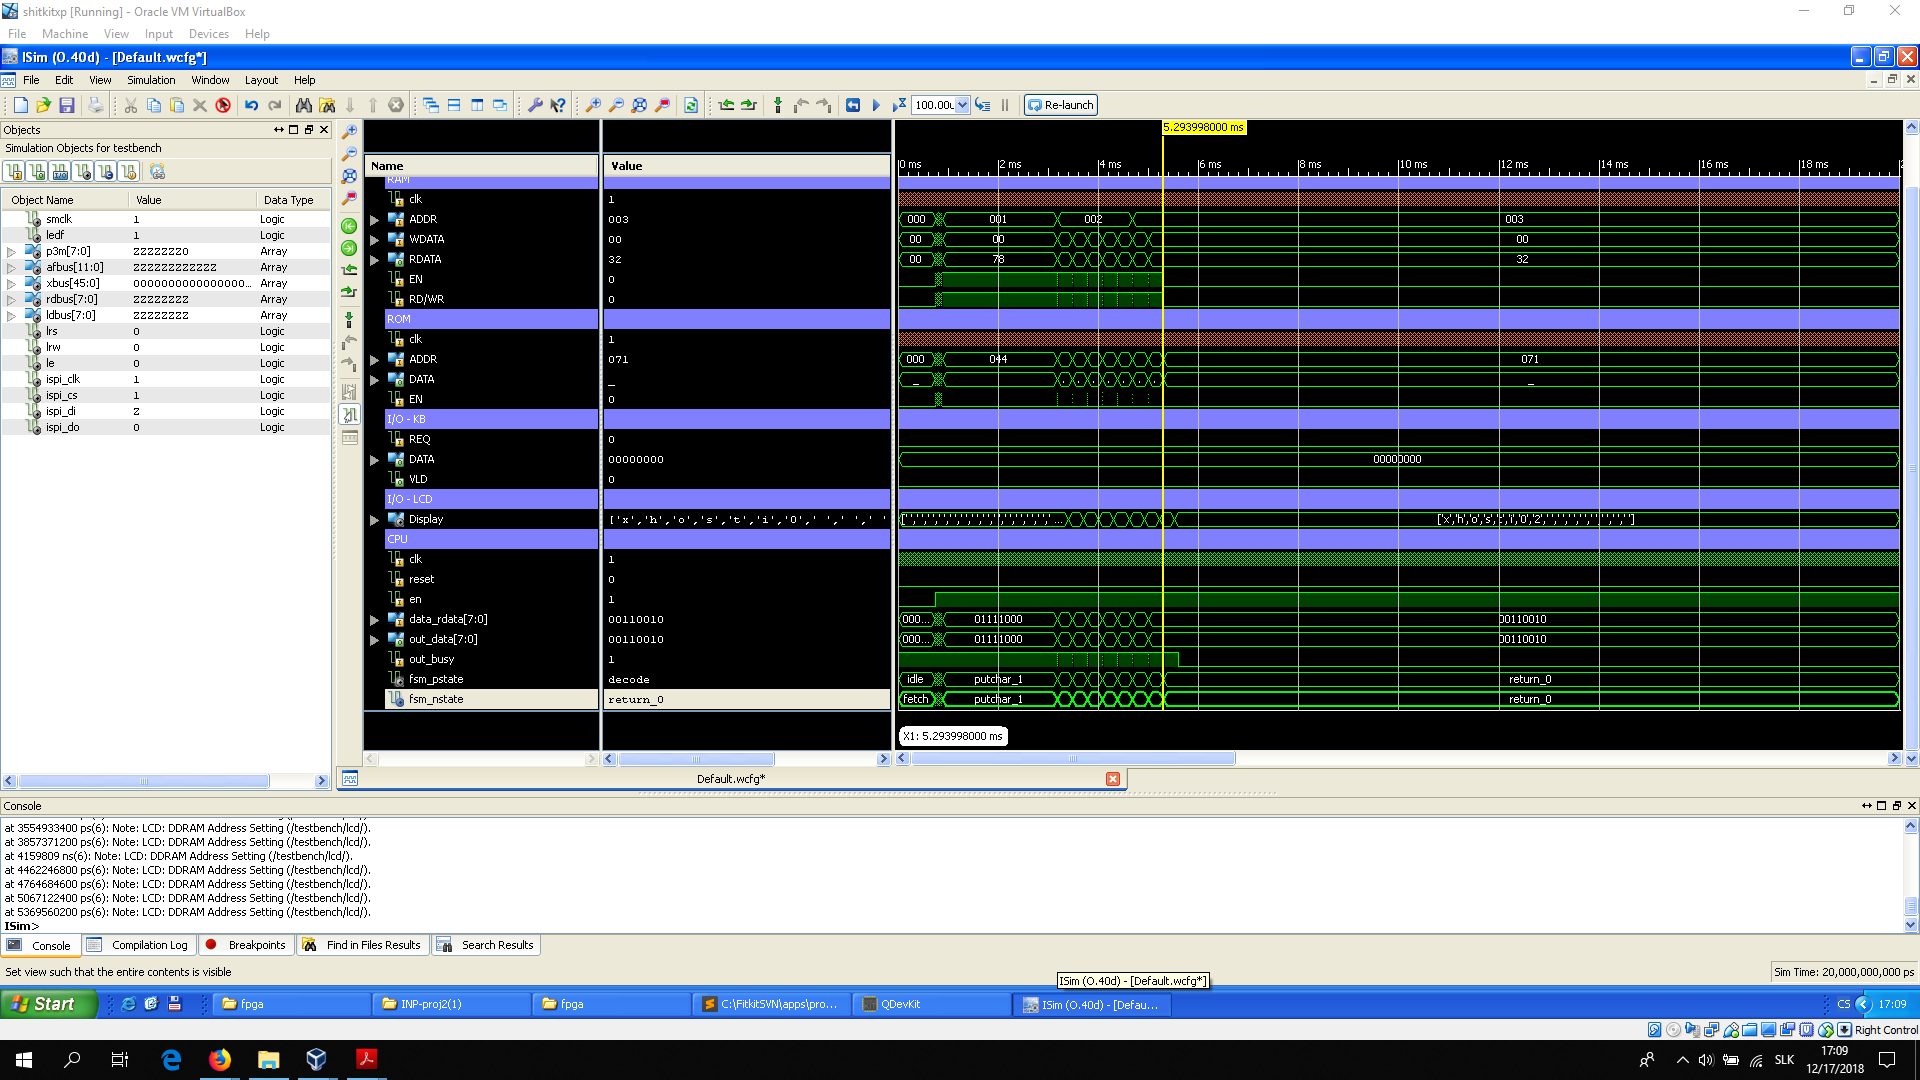 shitkitxp [Running] - Oracle VM VirtualBox
File Machine View Input Devices Help
ISim (O.40d) - [Default.wcfg*]
File Edit View Simulation Window Layout Help
100.00u Re-launch
Objects
Simulation Objects for testbench
Object Name Value Data Type
smclk 1 Logic
ledf 1 Logic
p3m[7:0] ZZZZZZZ0 Array
afbus[11:0] ZZZZZZZZZZZZ Array
xbus[45:0] 0000000000000000... Array
rdbus[7:0] ZZZZZZZZ Array
ldbus[7:0] ZZZZZZZZ Array
lrs 0 Logic
lrw 0 Logic
le 0 Logic
ispi_clk 1 Logic
ispi_cs 1 Logic
ispi_di Z Logic
ispi_do 0 Logic
5.293998000 ms
Name Value
0 ms 2 ms 4 ms 6 ms 8 ms 10 ms 12 ms 14 ms 16 ms 18 ms
RAM
clk 1
ADDR 003 000 001 002 003
WDATA 00 00 00 00
RDATA 32 00 78 32
EN 0
RD/WR 0
ROM
clk 1
ADDR 071 000 044 071
DATA _ _ _
EN 0
I/O - KB
REQ 0
DATA 00000000 00000000
VLD 0
I/O - LCD
Display ['x','h','o','s','t','i','0',' ',' ',' ' [x,h,o,s,t,i,0,2,' ',' ',' ',' ',' ',' ',' ',' ']
CPU
clk 1
reset 0
en 1
data_rdata[7:0] 00110010 000... 01111000 00110010
out_data[7:0] 00110010 000... 01111000 00110010
out_busy 1
fsm_pstate decode idle putchar_1 return_0
fsm_nstate return_0 fetch putchar_1 return_0
X1: 5.293998000 ms
Default.wcfg*
Console
at 3554933400 ps(6): Note: LCD: DDRAM Address Setting (/testbench/lcd/).
at 3857371200 ps(6): Note: LCD: DDRAM Address Setting (/testbench/lcd/).
at 4159809 ns(6): Note: LCD: DDRAM Address Setting (/testbench/lcd/).
at 4462246800 ps(6): Note: LCD: DDRAM Address Setting (/testbench/lcd/).
at 4764684600 ps(6): Note: LCD: DDRAM Address Setting (/testbench/lcd/).
at 5067122400 ps(6): Note: LCD: DDRAM Address Setting (/testbench/lcd/).
at 5369560200 ps(6): Note: LCD: DDRAM Address Setting (/testbench/lcd/).
ISim>
Console Compilation Log Breakpoints Find in Files Results Search Results
Set view such that the entire contents is visible
ISim (O.40d) - [Default.wcfg*]
Sim Time: 20,000,000,000 ps
Start fpga INP-proj2(1) fpga C:\FitkitSVN\apps\pro... QDevKit ISim (O.40d) - [Defau... CS 17:09
Right Control
SLK 17:09
12/17/2018